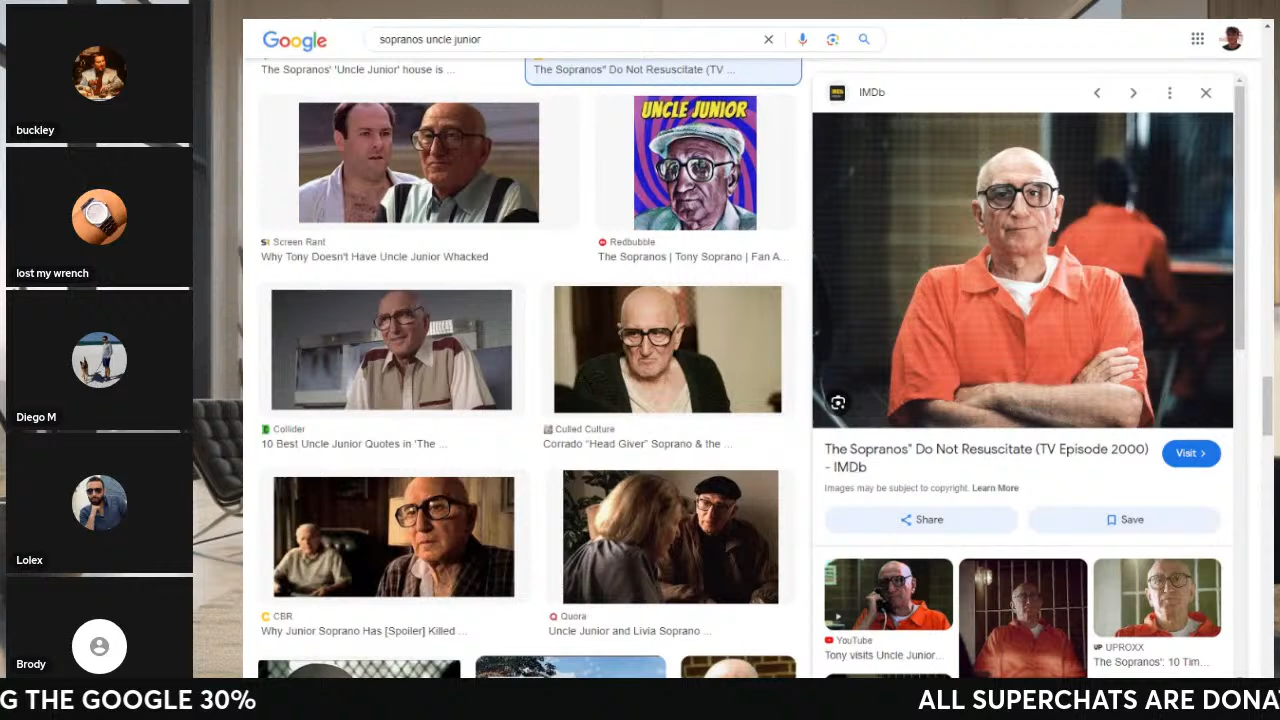 buckley
lost my wrench
Diego M
Lolex
Brody
Google
sopranos uncle junior
The Sopranos' 'Uncle Junior' house is ...
The Sopranos" Do Not Resuscitate (TV ...
UNCLE JUNIOR
Screen Rant
Why Tony Doesn't Have Uncle Junior Whacked
Redbubble
The Sopranos | Tony Soprano | Fan A...
Collider
10 Best Uncle Junior Quotes in 'The ...
Culled Culture
Corrado “Head Giver” Soprano & the ...
CBR
Why Junior Soprano Has [Spoiler] Killed ...
Quora
Uncle Junior and Livia Soprano ...
IMDb
The Sopranos" Do Not Resuscitate (TV Episode 2000)
- IMDb
Visit
Images may be subject to copyright. Learn More
Share
Save
YouTube
Tony visits Uncle Junior...
UP UPROXX
The Sopranos': 10 Tim...
G THE GOOGLE 30%
ALL SUPERCHATS ARE DONA